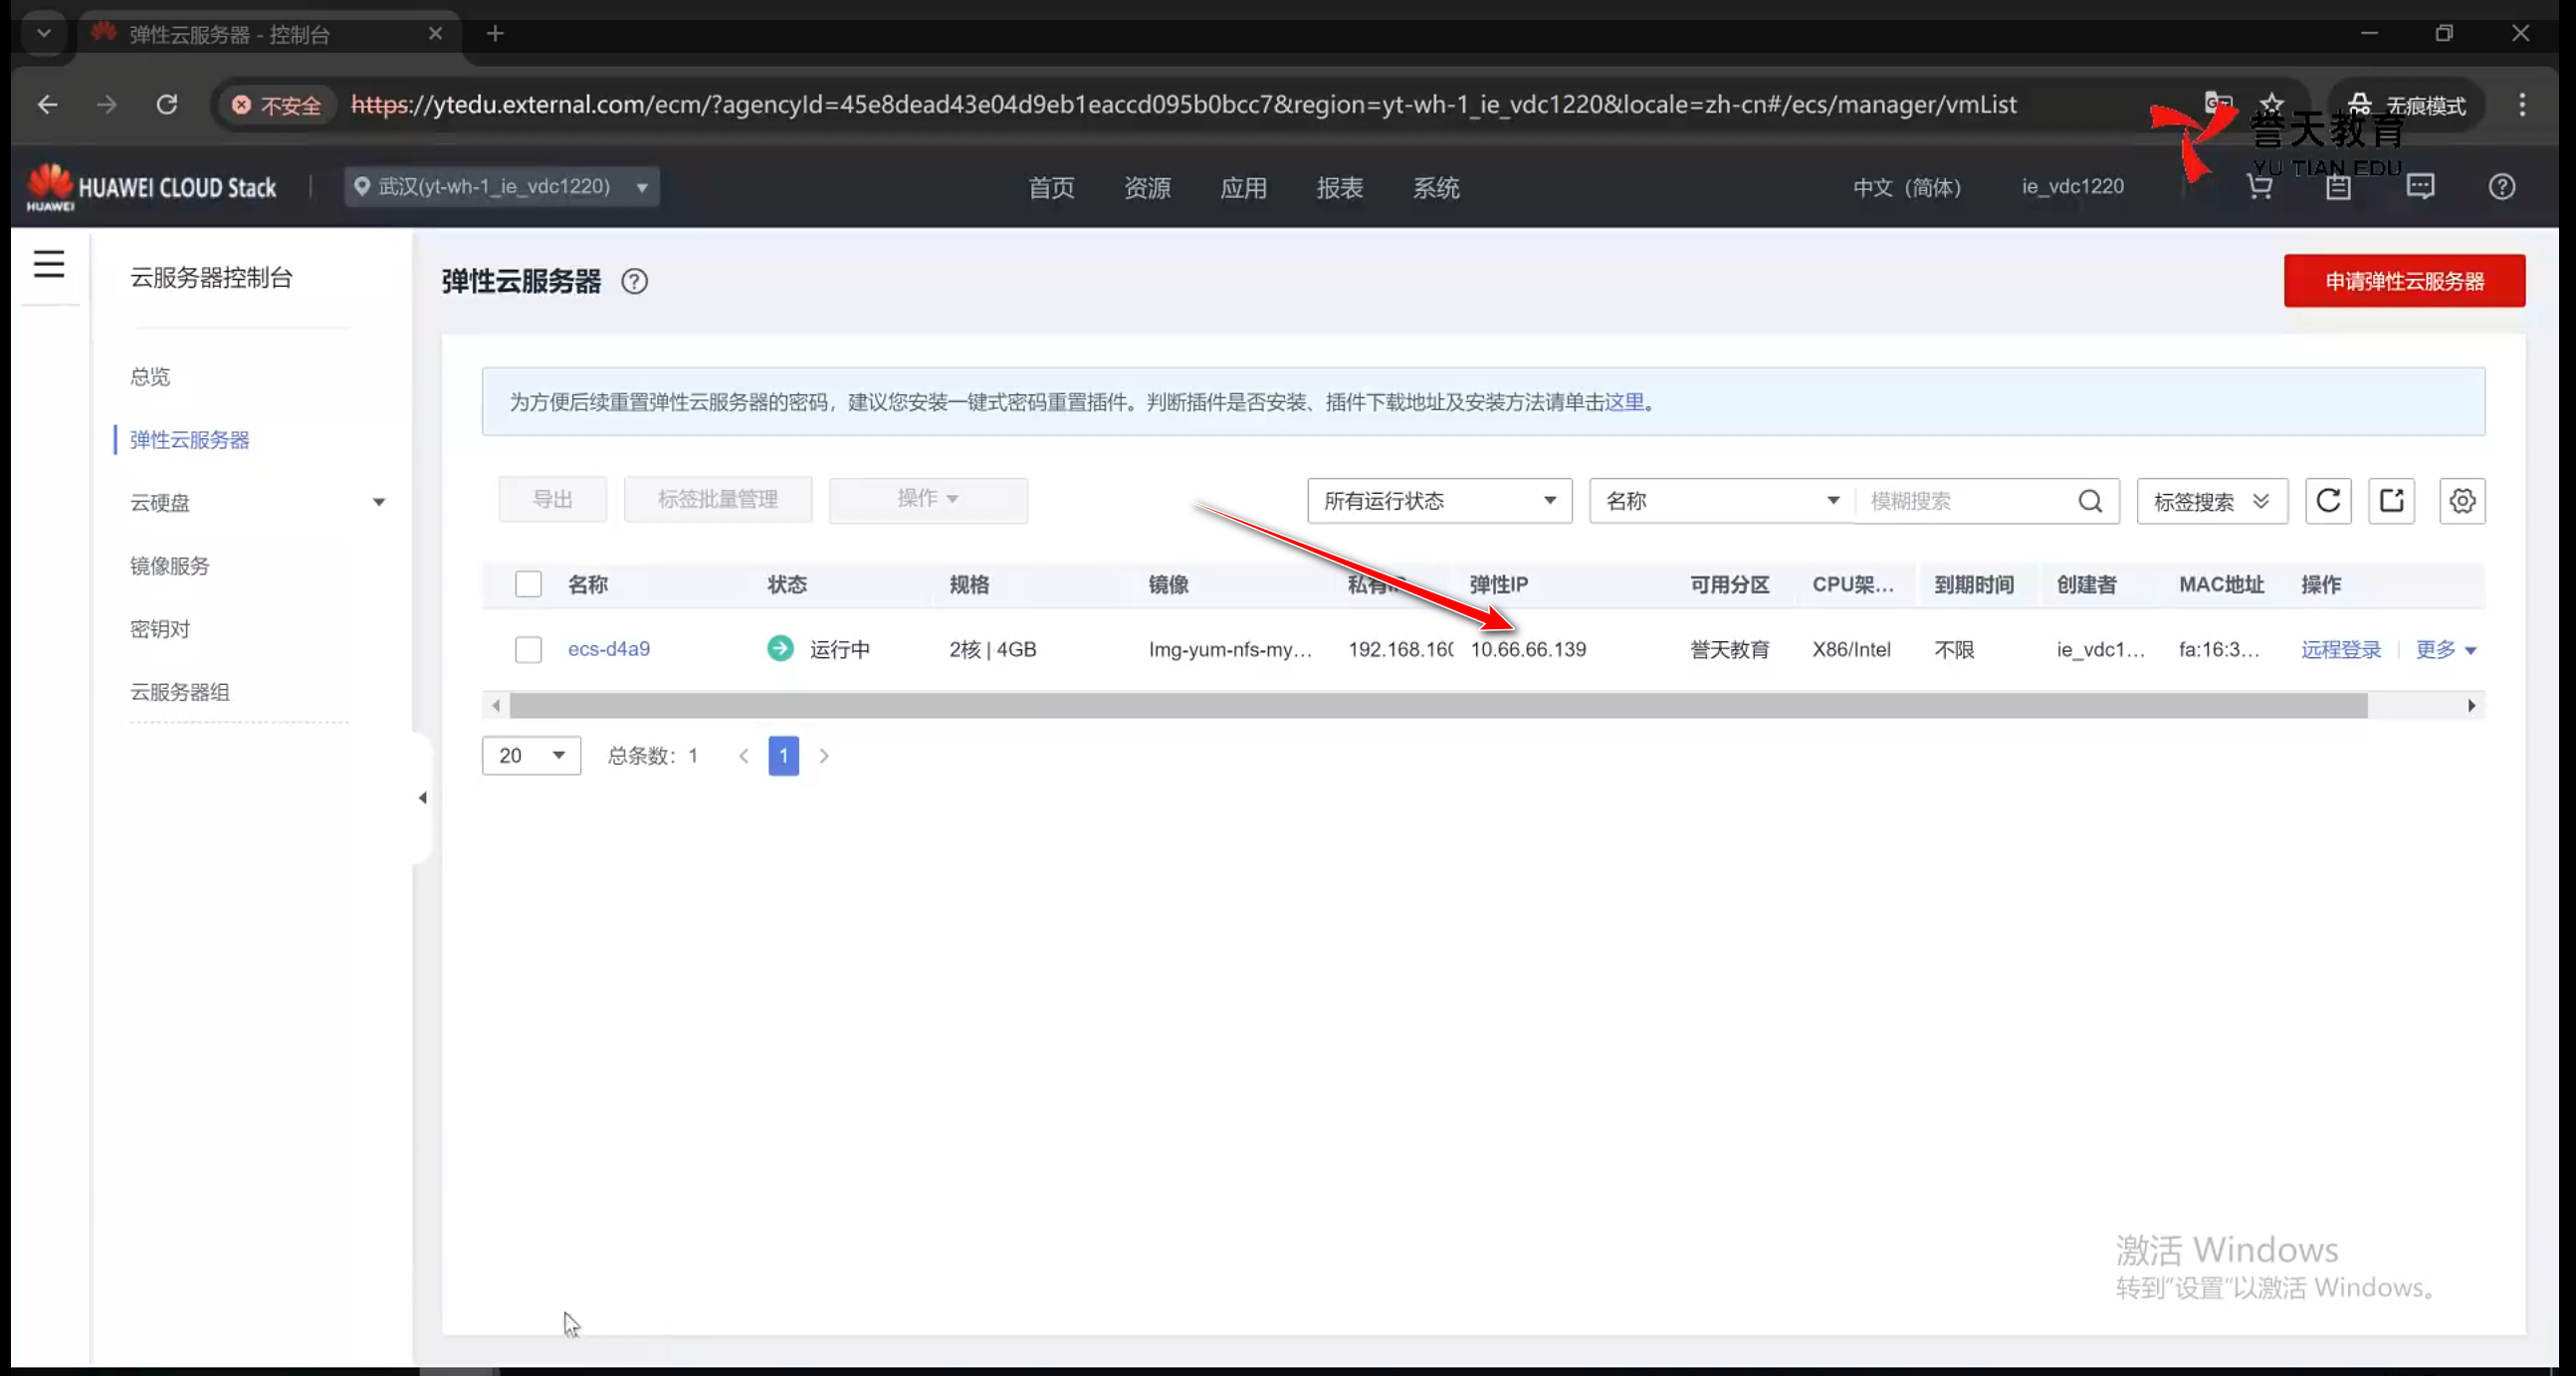 弹性云服务器 - 控制台
不安全 https://ytedu.external.com/ecm/?agencyId=45e8dead43e04d9eb1eaccd095b0bcc7&region=yt-wh-1_ie_vdc1220&locale=zh-cn#/ecs/manager/vmList
无痕模式
誉天教育
YU TIAN EDU
HUAWEI
HUAWEI CLOUD Stack
武汉(yt-wh-1_ie_vdc1220)
首页 资源 应用 报表 系统
中文（简体） ie_vdc1220
云服务器控制台
总览
弹性云服务器
云硬盘
镜像服务
密钥对
云服务器组
弹性云服务器
申请弹性云服务器
为方便后续重置弹性云服务器的密码，建议您安装一键式密码重置插件。判断插件是否安装、插件下载地址及安装方法请单击这里。
导出 标签批量管理 操作 所有运行状态 名称 模糊搜索 标签搜索
名称 状态 规格 镜像 私有 弹性IP 可用分区 CPU架... 到期时间 创建者 MAC地址 操作
ecs-d4a9 运行中 2核 | 4GB Img-yum-nfs-my... 192.168.160 10.66.66.139 誉天教育 X86/Intel 不限 ie_vdc1... fa:16:3... 远程登录 更多
20 总条数：1 1
激活 Windows
转到"设置"以激活 Windows。